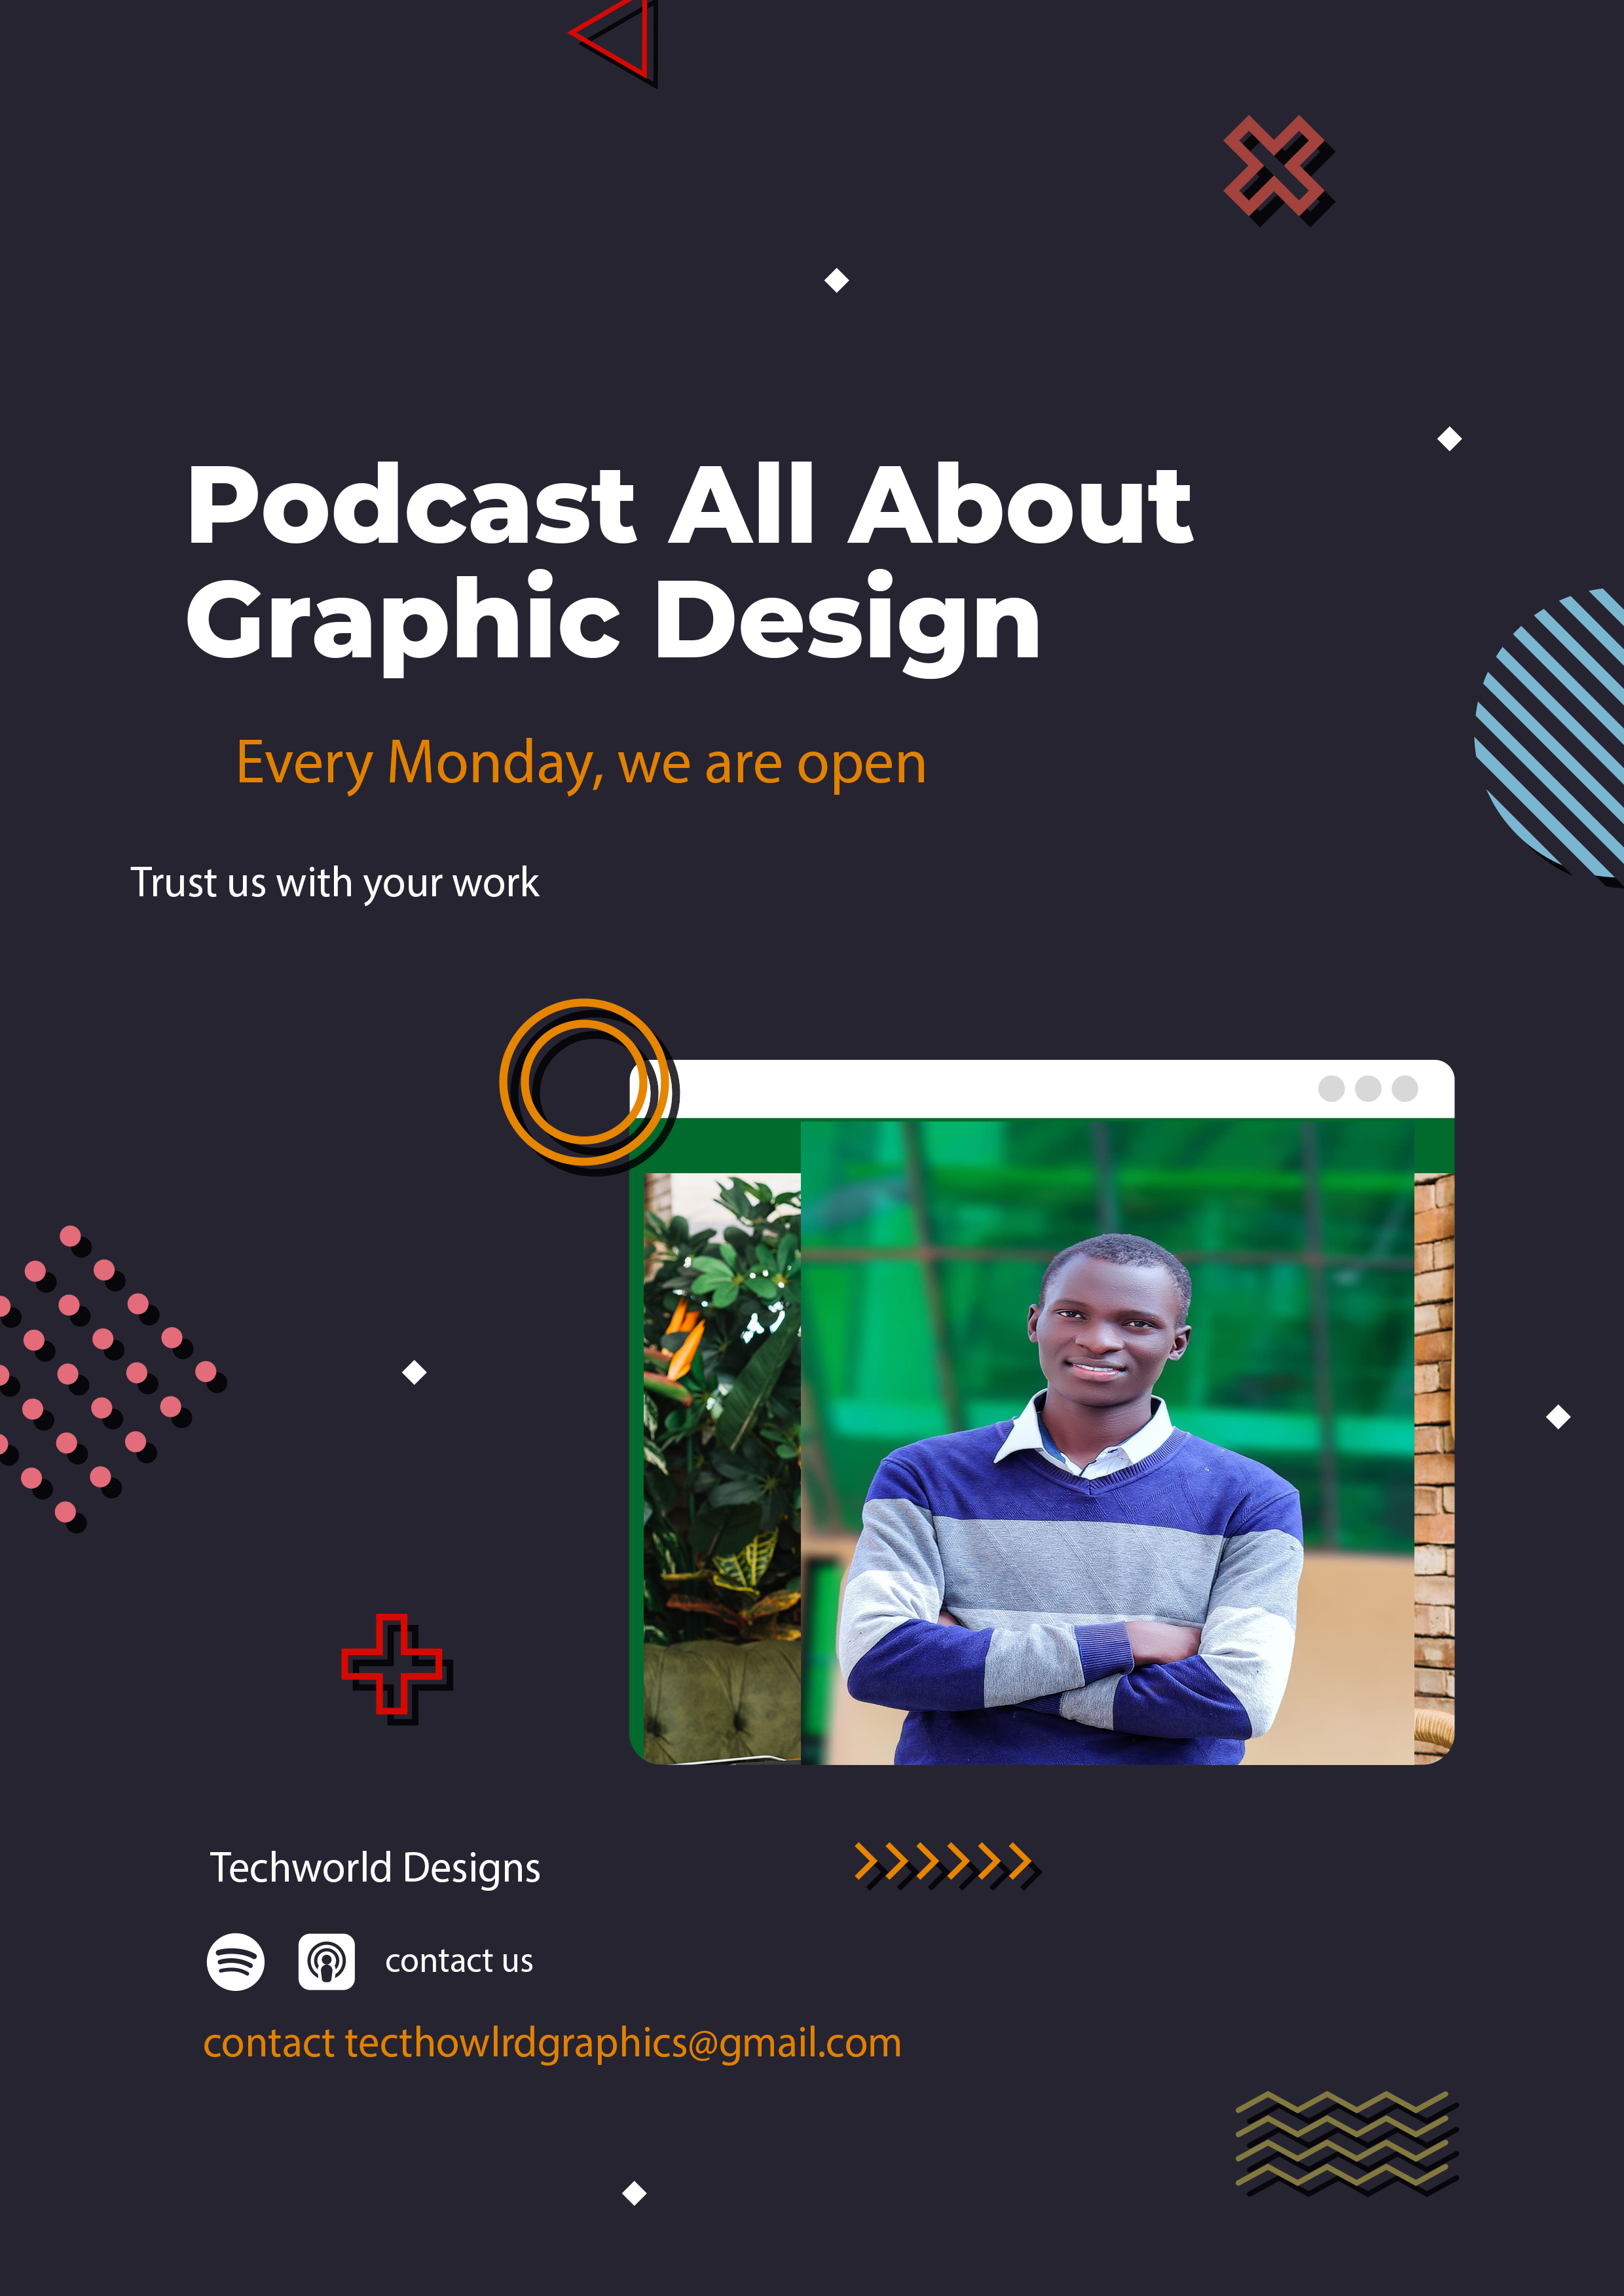 Podcast All About
Graphic Design
Every Monday, we are open
Trust us with your work
Techworld Designs
contact us
contact tecthowlrdgraphics@gmail.com